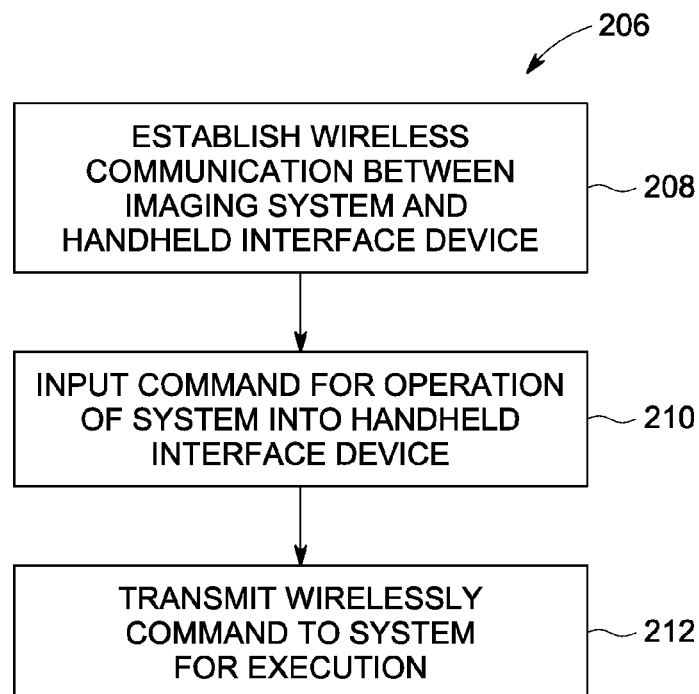 206
ESTABLISH WIRELESS
COMMUNICATION BETWEEN
IMAGING SYSTEM AND
HANDHELD INTERFACE DEVICE
208
INPUT COMMAND FOR OPERATION
OF SYSTEM INTO HANDHELD
INTERFACE DEVICE
210
TRANSMIT WIRELESSLY
COMMAND TO SYSTEM
FOR EXECUTION
212